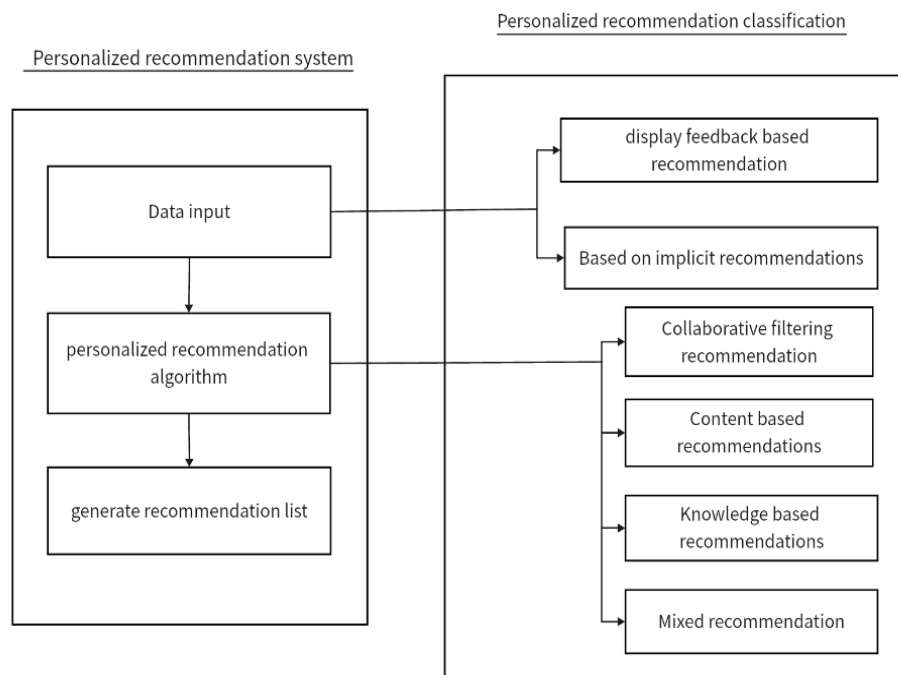 Personalized recommendation classification
Personalized recommendation system
Data input
personalized recommendation
algorithm
generate recommendation list
display feedback based
recommendation
Based on implicit recommendations
Collaborative filtering
recommendation
Content based
recommendations
Knowledge based
recommendations
Mixed recommendation